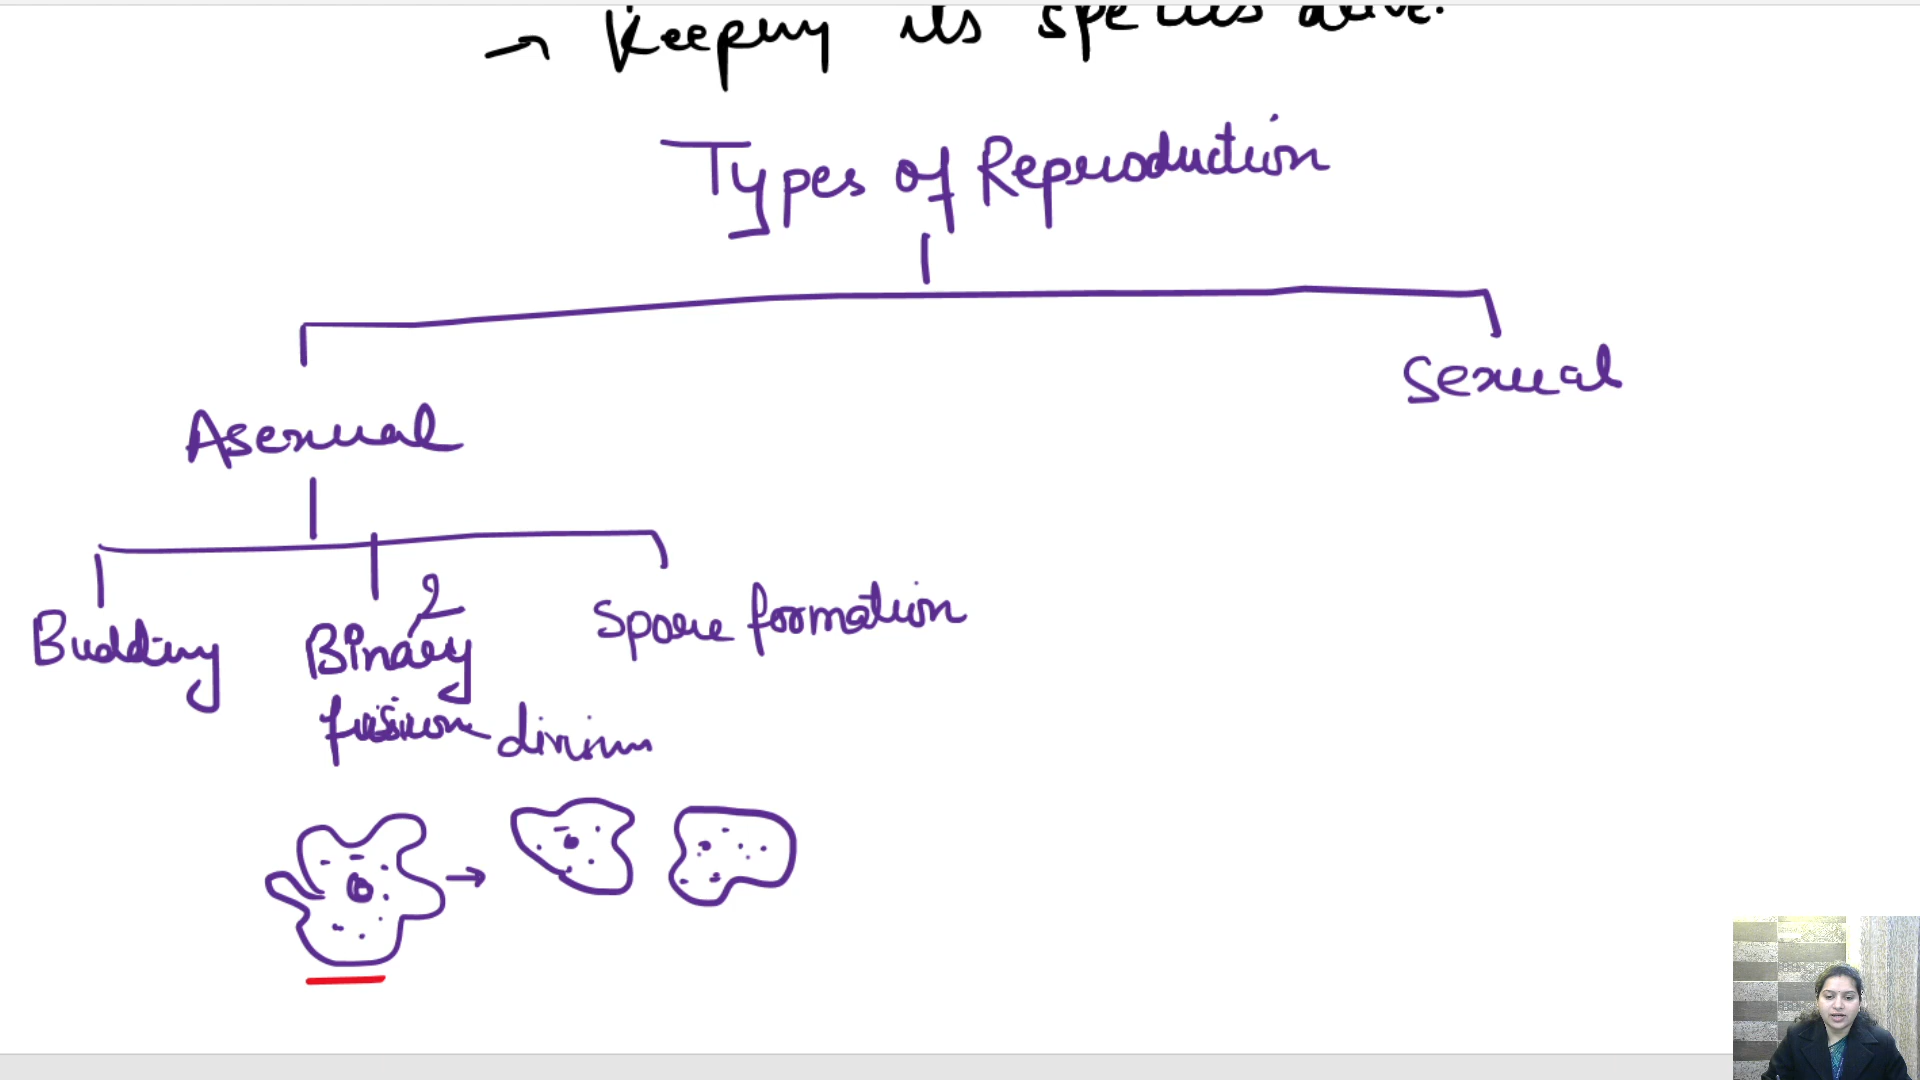 → Keeping its species alive.
Types of Reproduction
Asexual
Sexual
2
Budding
Binary
fission
Spore formation
division